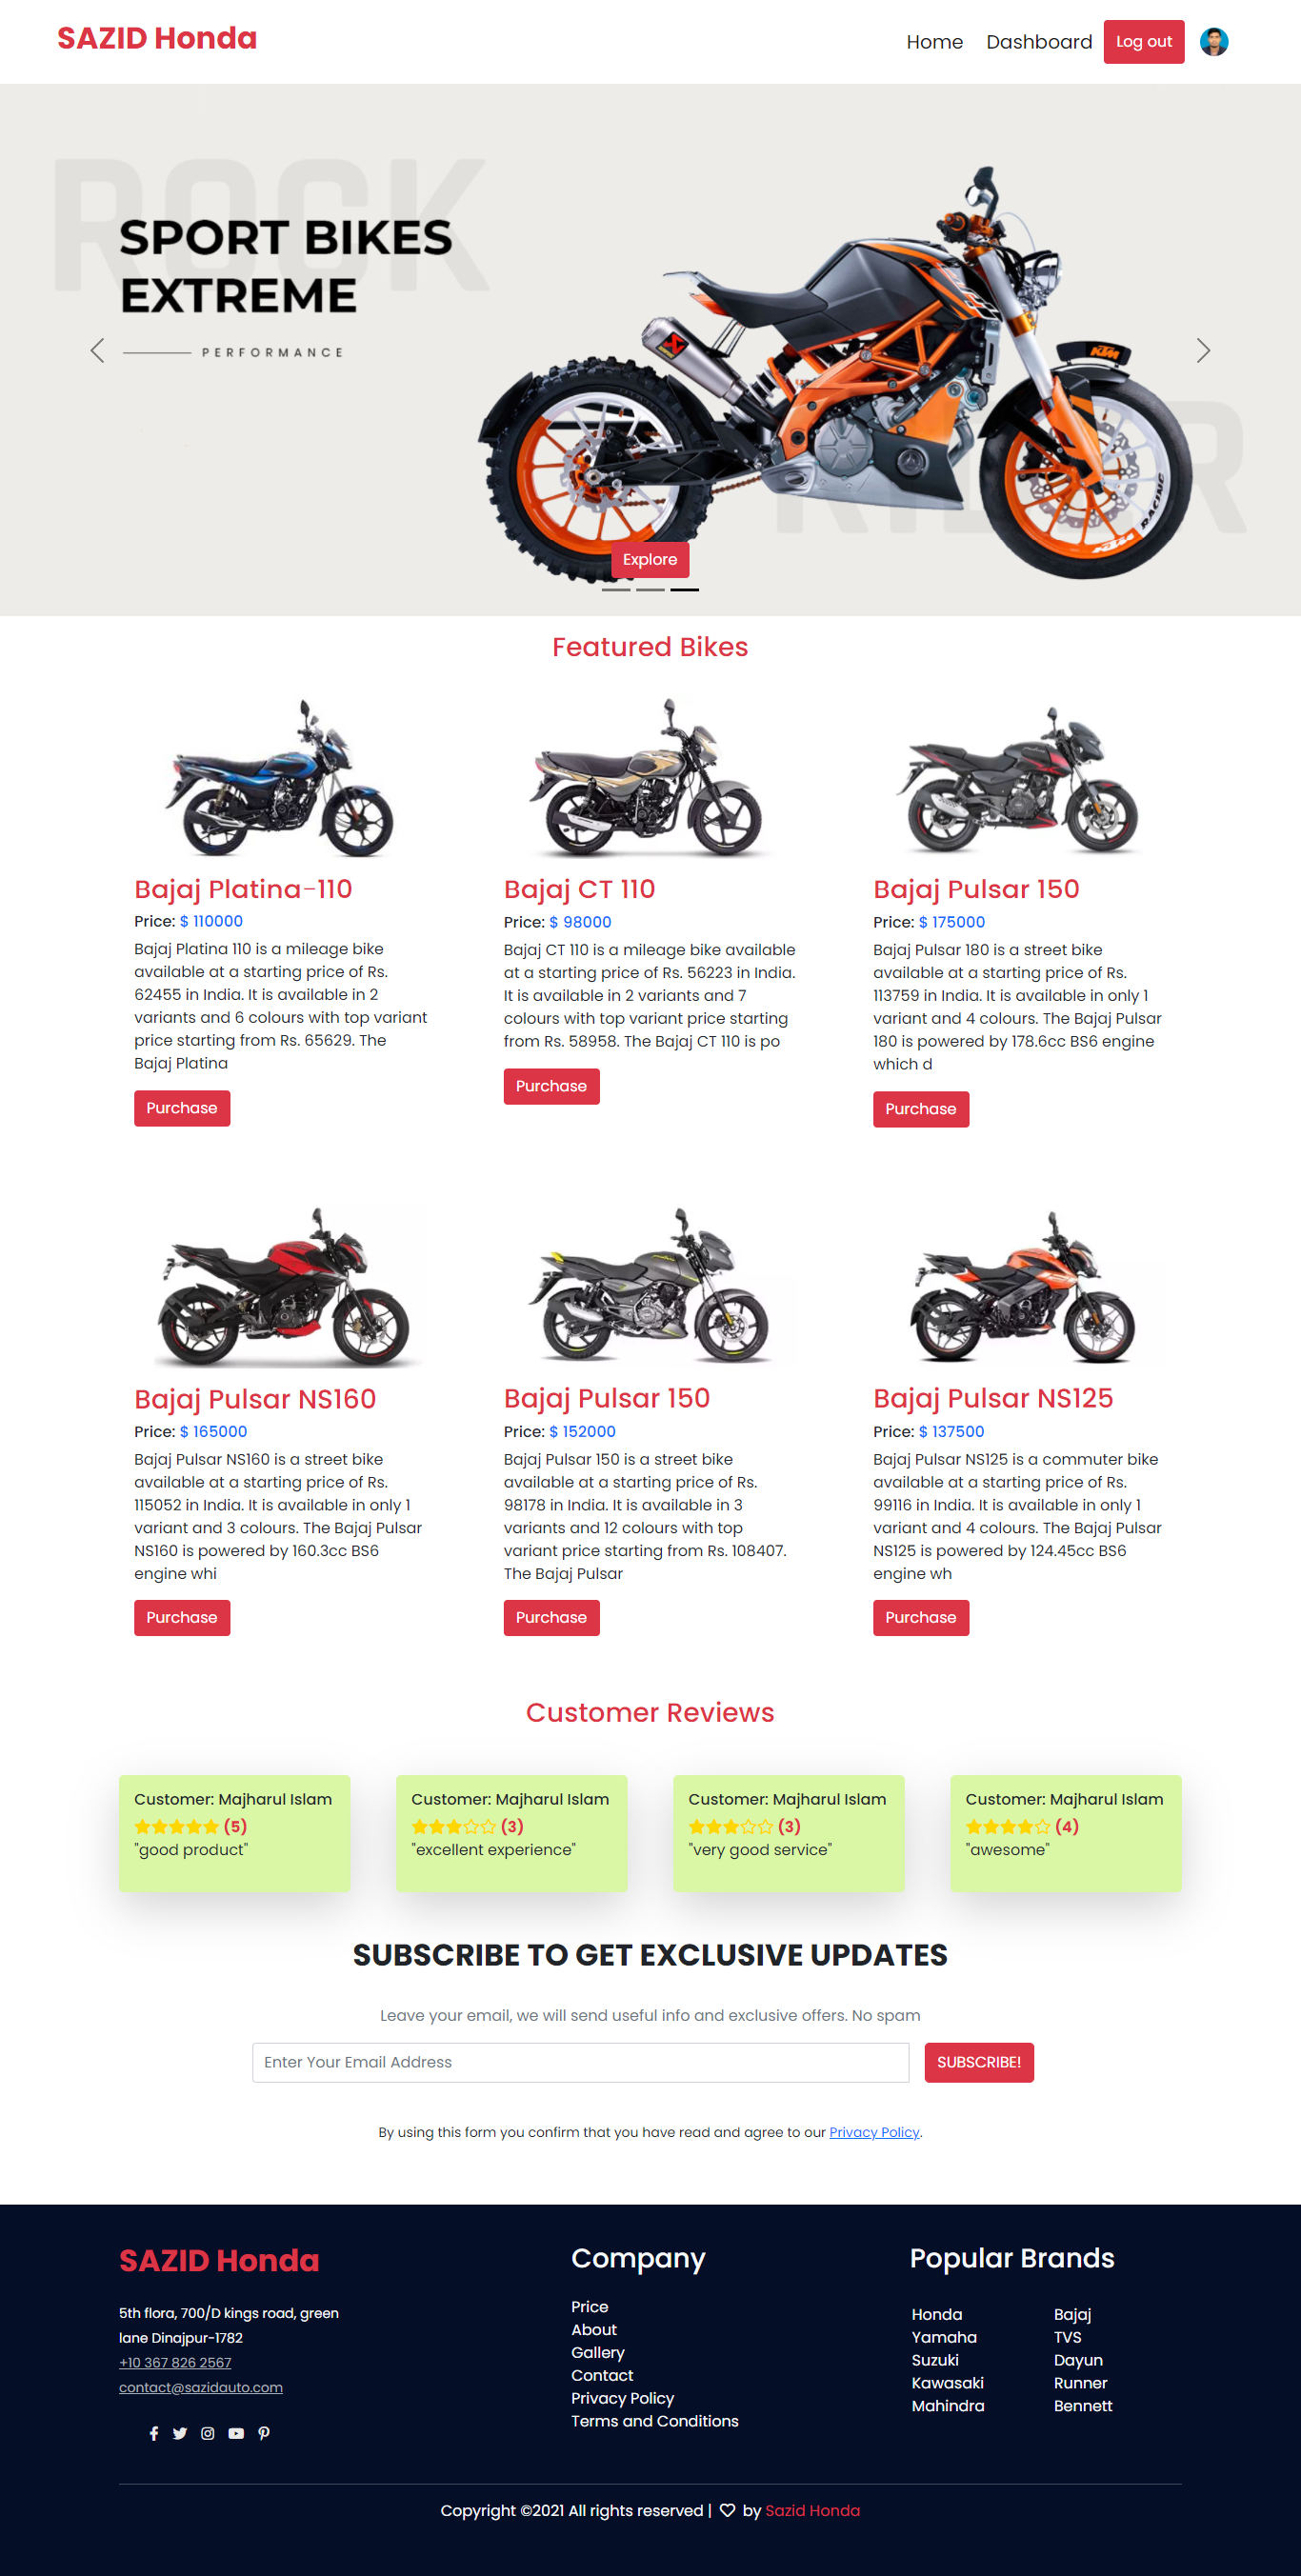 SAZID Honda
Home Dashboard Log out
ROCK
SPORT BIKES
EXTREME
PERFORMANCE
KTM
RACING
KTM
Explore
Featured Bikes
Bajaj Platina-110
Price: $ 110000
Bajaj Platina 110 is a mileage bike
available at a starting price of Rs.
62455 in India. It is available in 2
variants and 6 colours with top variant
price starting from Rs. 65629. The
Bajaj Platina
Purchase
Bajaj CT 110
Price: $ 98000
Bajaj CT 110 is a mileage bike available
at a starting price of Rs. 56223 in India.
It is available in 2 variants and 7
colours with top variant price starting
from Rs. 58958. The Bajaj CT 110 is po
Purchase
Bajaj Pulsar 150
Price: $ 175000
Bajaj Pulsar 180 is a street bike
available at a starting price of Rs.
113759 in India. It is available in only 1
variant and 4 colours. The Bajaj Pulsar
180 is powered by 178.6cc BS6 engine
which d
Purchase
Bajaj Pulsar NS160
Price: $ 165000
Bajaj Pulsar NS160 is a street bike
available at a starting price of Rs.
115052 in India. It is available in only 1
variant and 3 colours. The Bajaj Pulsar
NS160 is powered by 160.3cc BS6
engine whi
Purchase
Bajaj Pulsar 150
Price: $ 152000
Bajaj Pulsar 150 is a street bike
available at a starting price of Rs.
98178 in India. It is available in 3
variants and 12 colours with top
variant price starting from Rs. 108407.
The Bajaj Pulsar
Purchase
Bajaj Pulsar NS125
Price: $ 137500
Bajaj Pulsar NS125 is a commuter bike
available at a starting price of Rs.
99116 in India. It is available in only 1
variant and 4 colours. The Bajaj Pulsar
NS125 is powered by 124.45cc BS6
engine wh
Purchase
Customer Reviews
Customer: Majharul Islam
(5)
"good product"
Customer: Majharul Islam
(3)
"excellent experience"
Customer: Majharul Islam
(3)
"very good service"
Customer: Majharul Islam
(4)
"awesome"
SUBSCRIBE TO GET EXCLUSIVE UPDATES
Leave your email, we will send useful info and exclusive offers. No spam
Enter Your Email Address
SUBSCRIBE!
By using this form you confirm that you have read and agree to our Privacy Policy.
SAZID Honda
5th flora, 700/D kings road, green
lane Dinajpur-1782
+10 367 826 2567
contact@sazidauto.com
Company
Price
About
Gallery
Contact
Privacy Policy
Terms and Conditions
Popular Brands
Honda
Yamaha
Suzuki
Kawasaki
Mahindra
Bajaj
TVS
Dayun
Runner
Bennett
Copyright ©2021 All rights reserved | ♡ by Sazid Honda